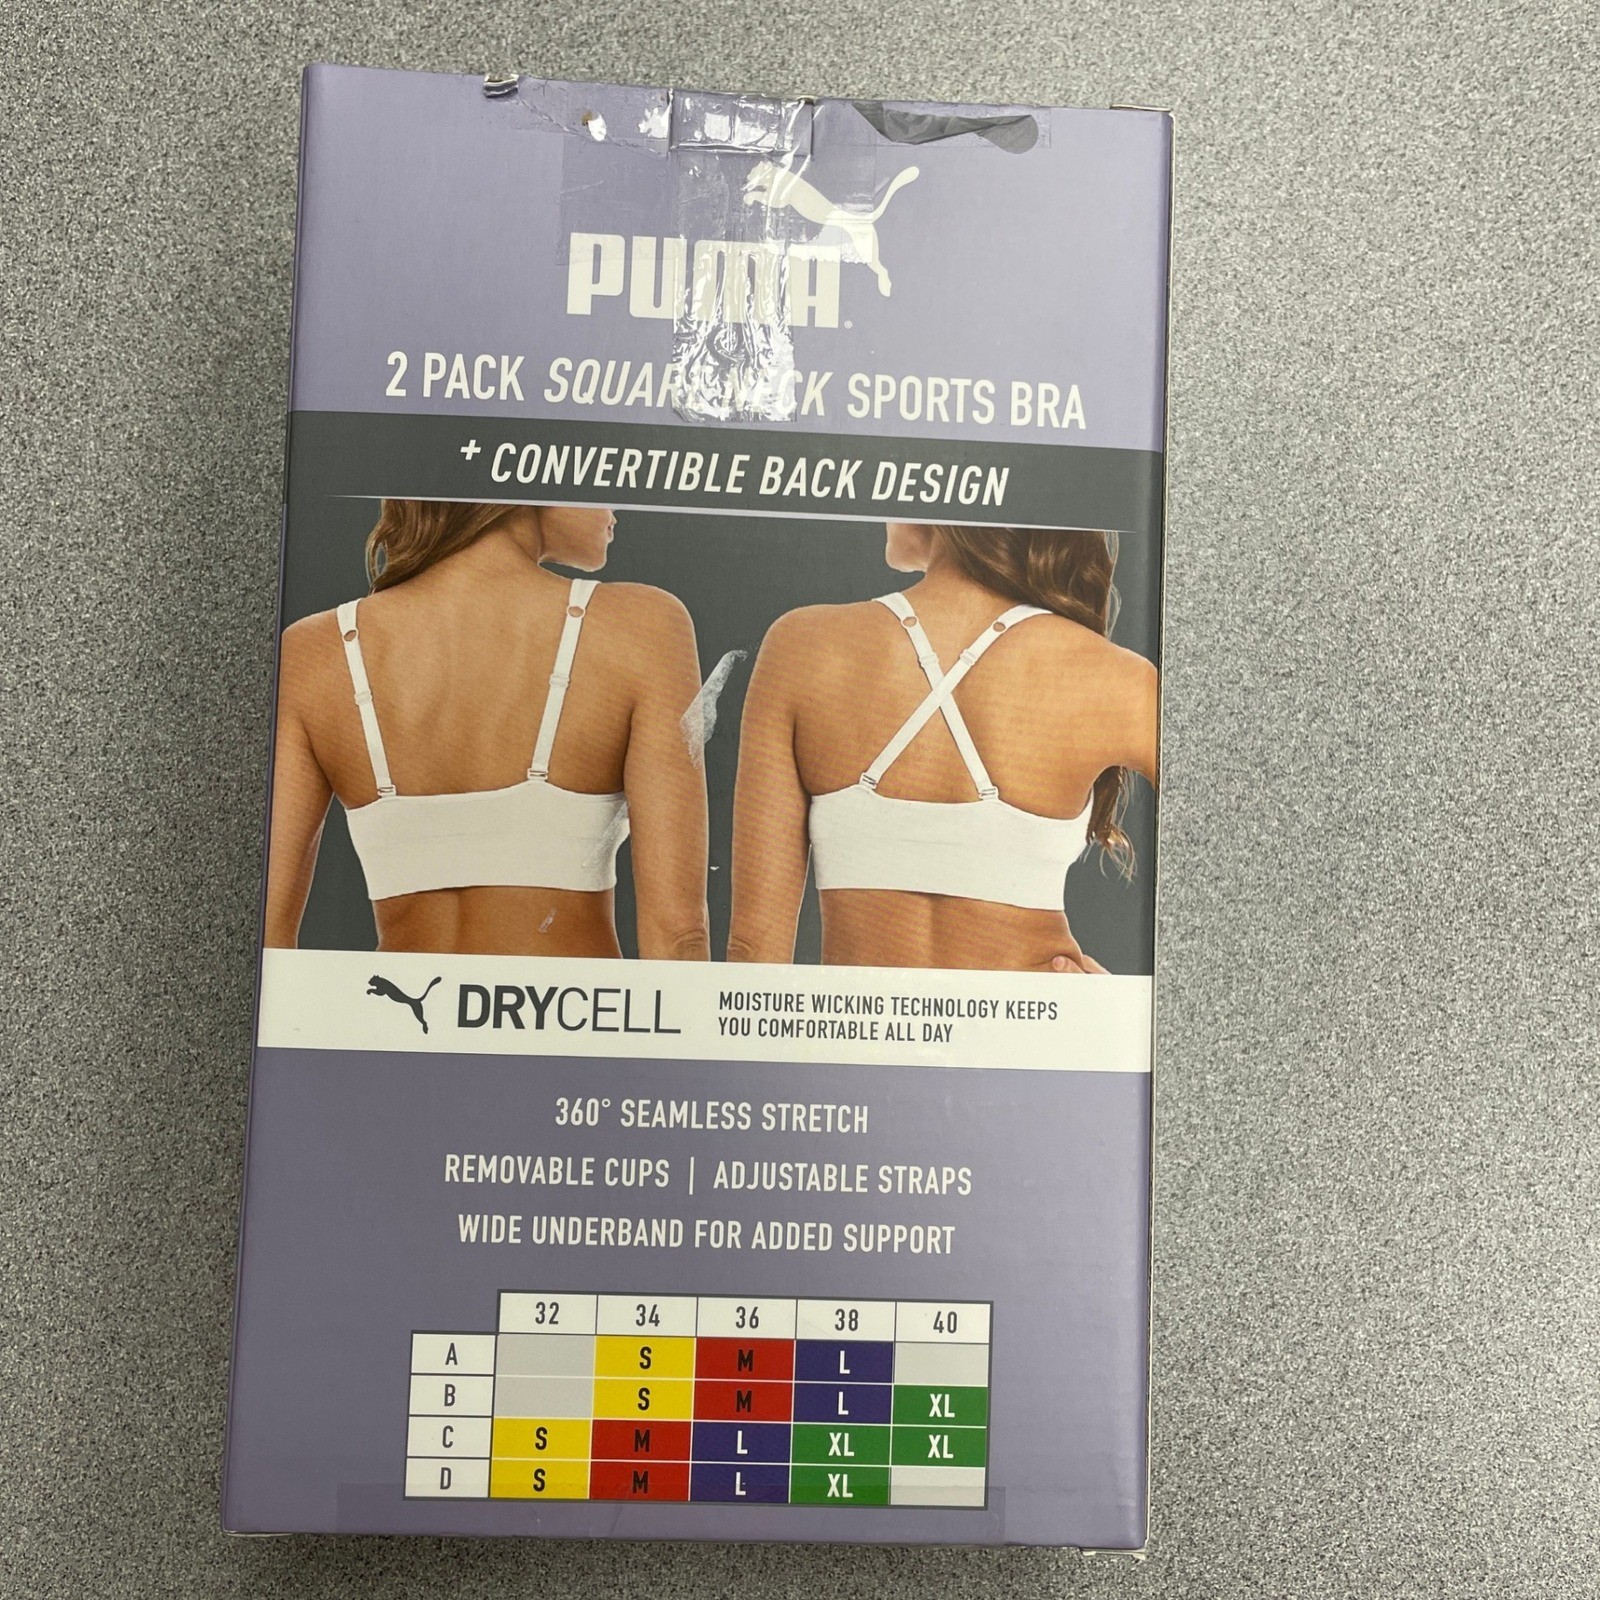 PUMA
2 PACK SQUARE NECK SPORTS BRA
+ CONVERTIBLE BACK DESIGN
DRYCELL
MOISTURE WICKING TECHNOLOGY KEEPS
YOU COMFORTABLE ALL DAY
360° SEAMLESS STRETCH
REMOVABLE CUPS | ADJUSTABLE STRAPS
WIDE UNDERBAND FOR ADDED SUPPORT
32 34 36 38 40
A S M L
B S M L XL
C S M L XL XL
D S M L XL